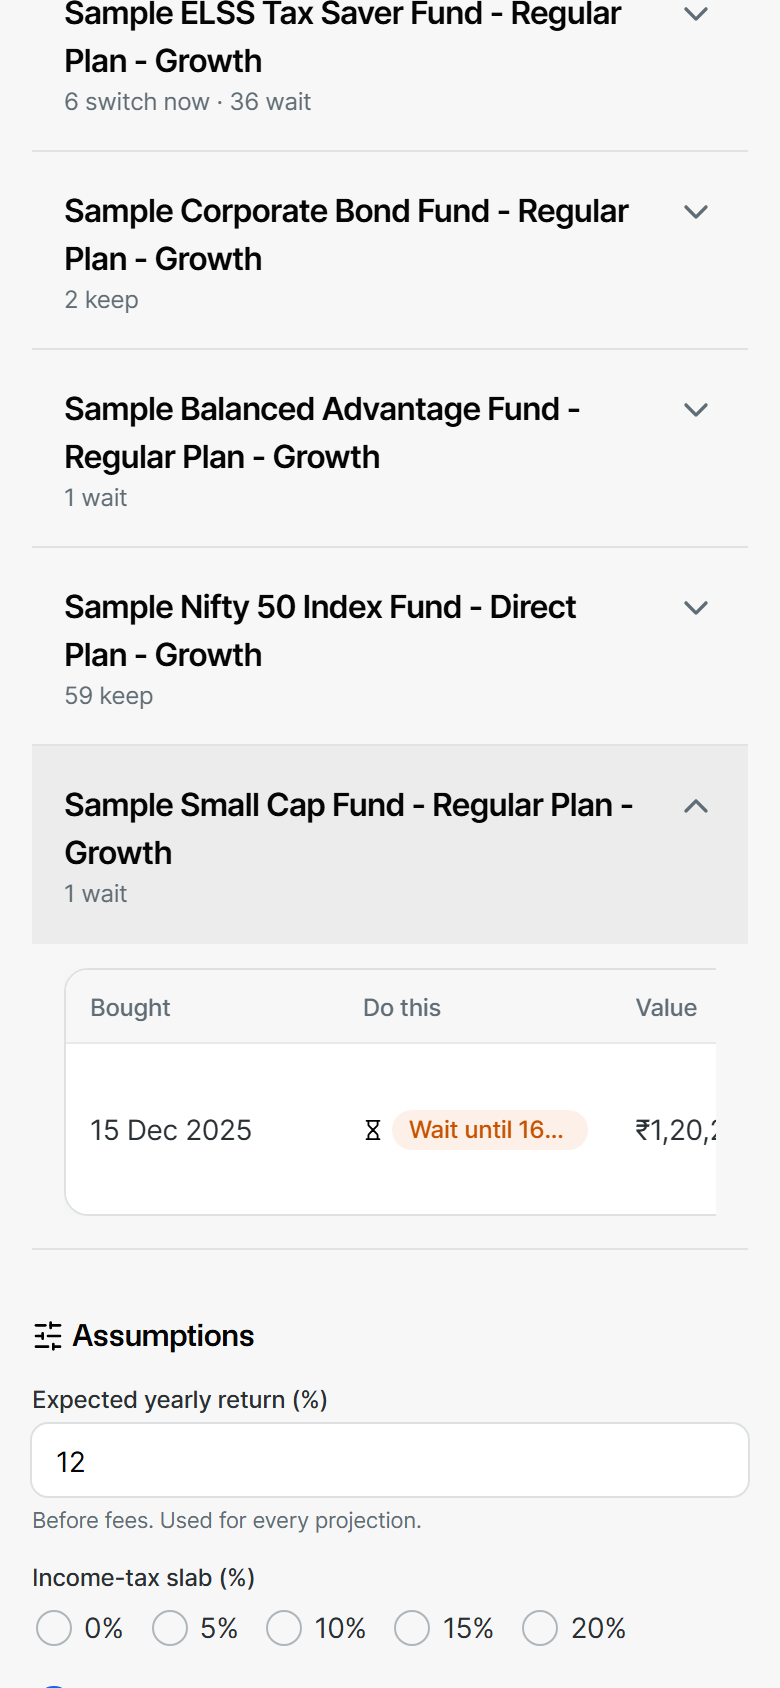 Sample ELSS Tax Saver Fund - Regular
Plan - Growth
6 switch now · 36 wait
Sample Corporate Bond Fund - Regular
Plan - Growth
2 keep
Sample Balanced Advantage Fund -
Regular Plan - Growth
1 wait
Sample Nifty 50 Index Fund - Direct
Plan - Growth
59 keep
Sample Small Cap Fund - Regular Plan -
Growth
1 wait
Bought Do this Value
15 Dec 2025 Wait until 16... ₹1,20,2
Assumptions
Expected yearly return (%)
12
Before fees. Used for every projection.
Income-tax slab (%)
0% 5% 10% 15% 20%